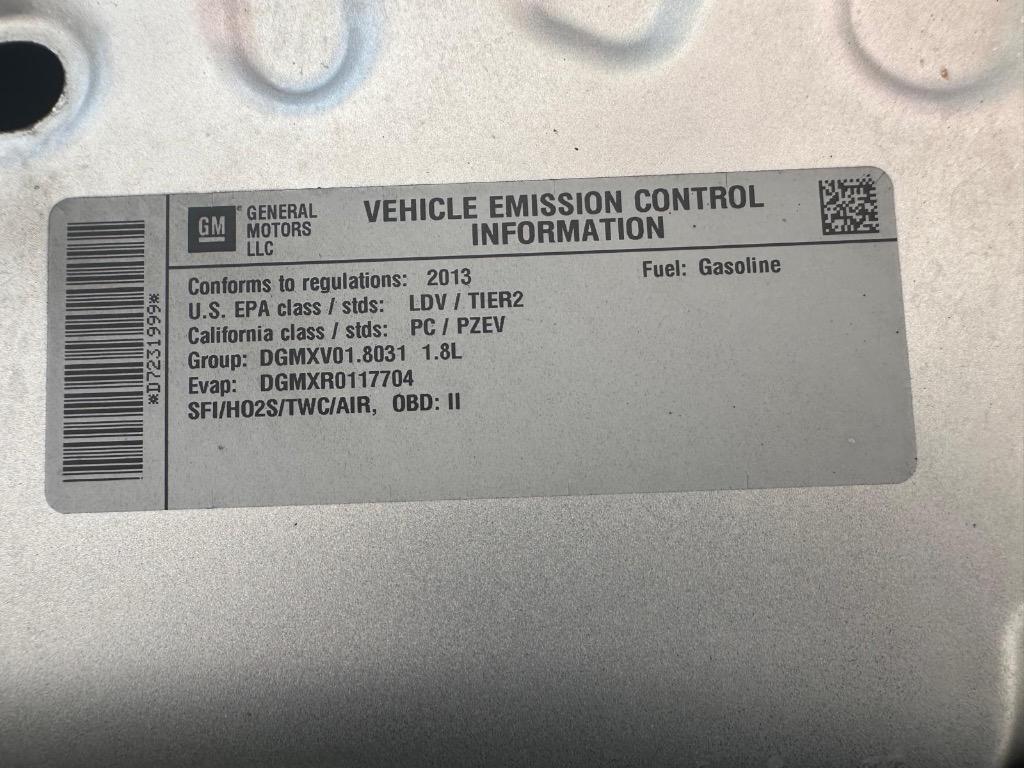 GM
GENERAL
MOTORS
LLC
VEHICLE EMISSION CONTROL
INFORMATION
Conforms to regulations: 2013
Fuel: Gasoline
U.S. EPA class / stds: LDV / TIER2
California class / stds: PC / PZEV
Group: DGMXV01.8031 1.8L
Evap: DGMXR0117704
SFI/HO2S/TWC/AIR, OBD: II
*D7231999*